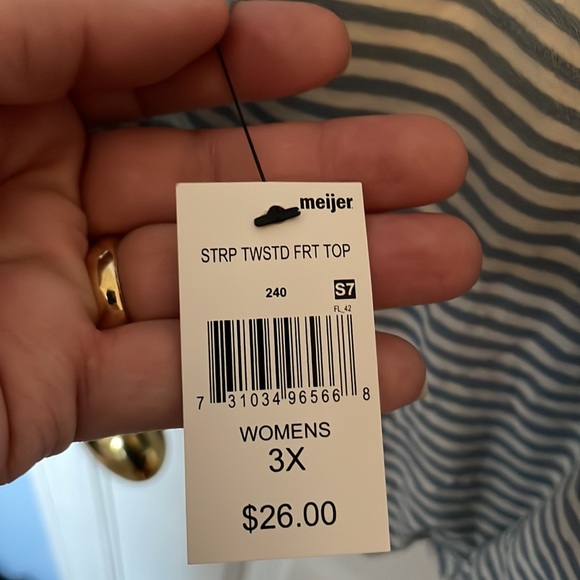 meijer
STRP TWSTD FRT TOP
240 S7
FL_42
7 31034 96566 8
WOMENS
3X
$26.00